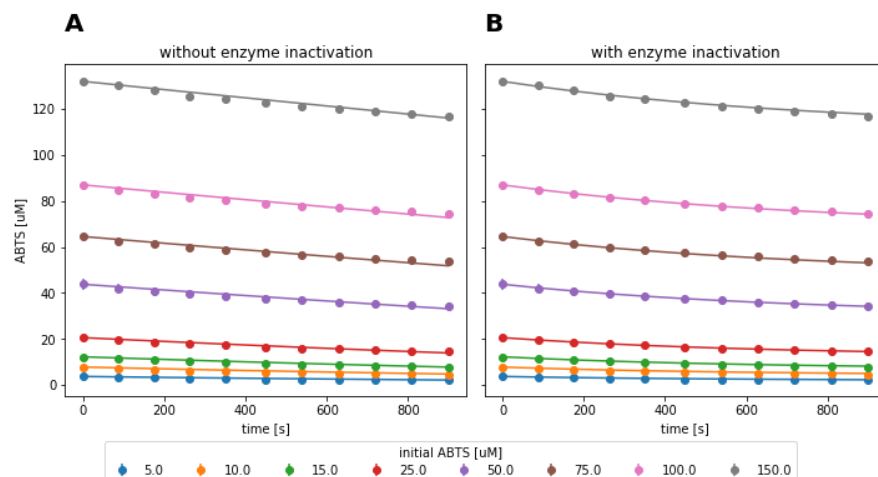 A
B
without enzyme inactivation
with enzyme inactivation
120
100
80
60
40
20
0
ABTS [uM]
0 200 400 600 800
0 200 400 600 800
time [s]
time [s]
initial ABTS [uM]
5.0 10.0 15.0 25.0 50.0 75.0 100.0 150.0